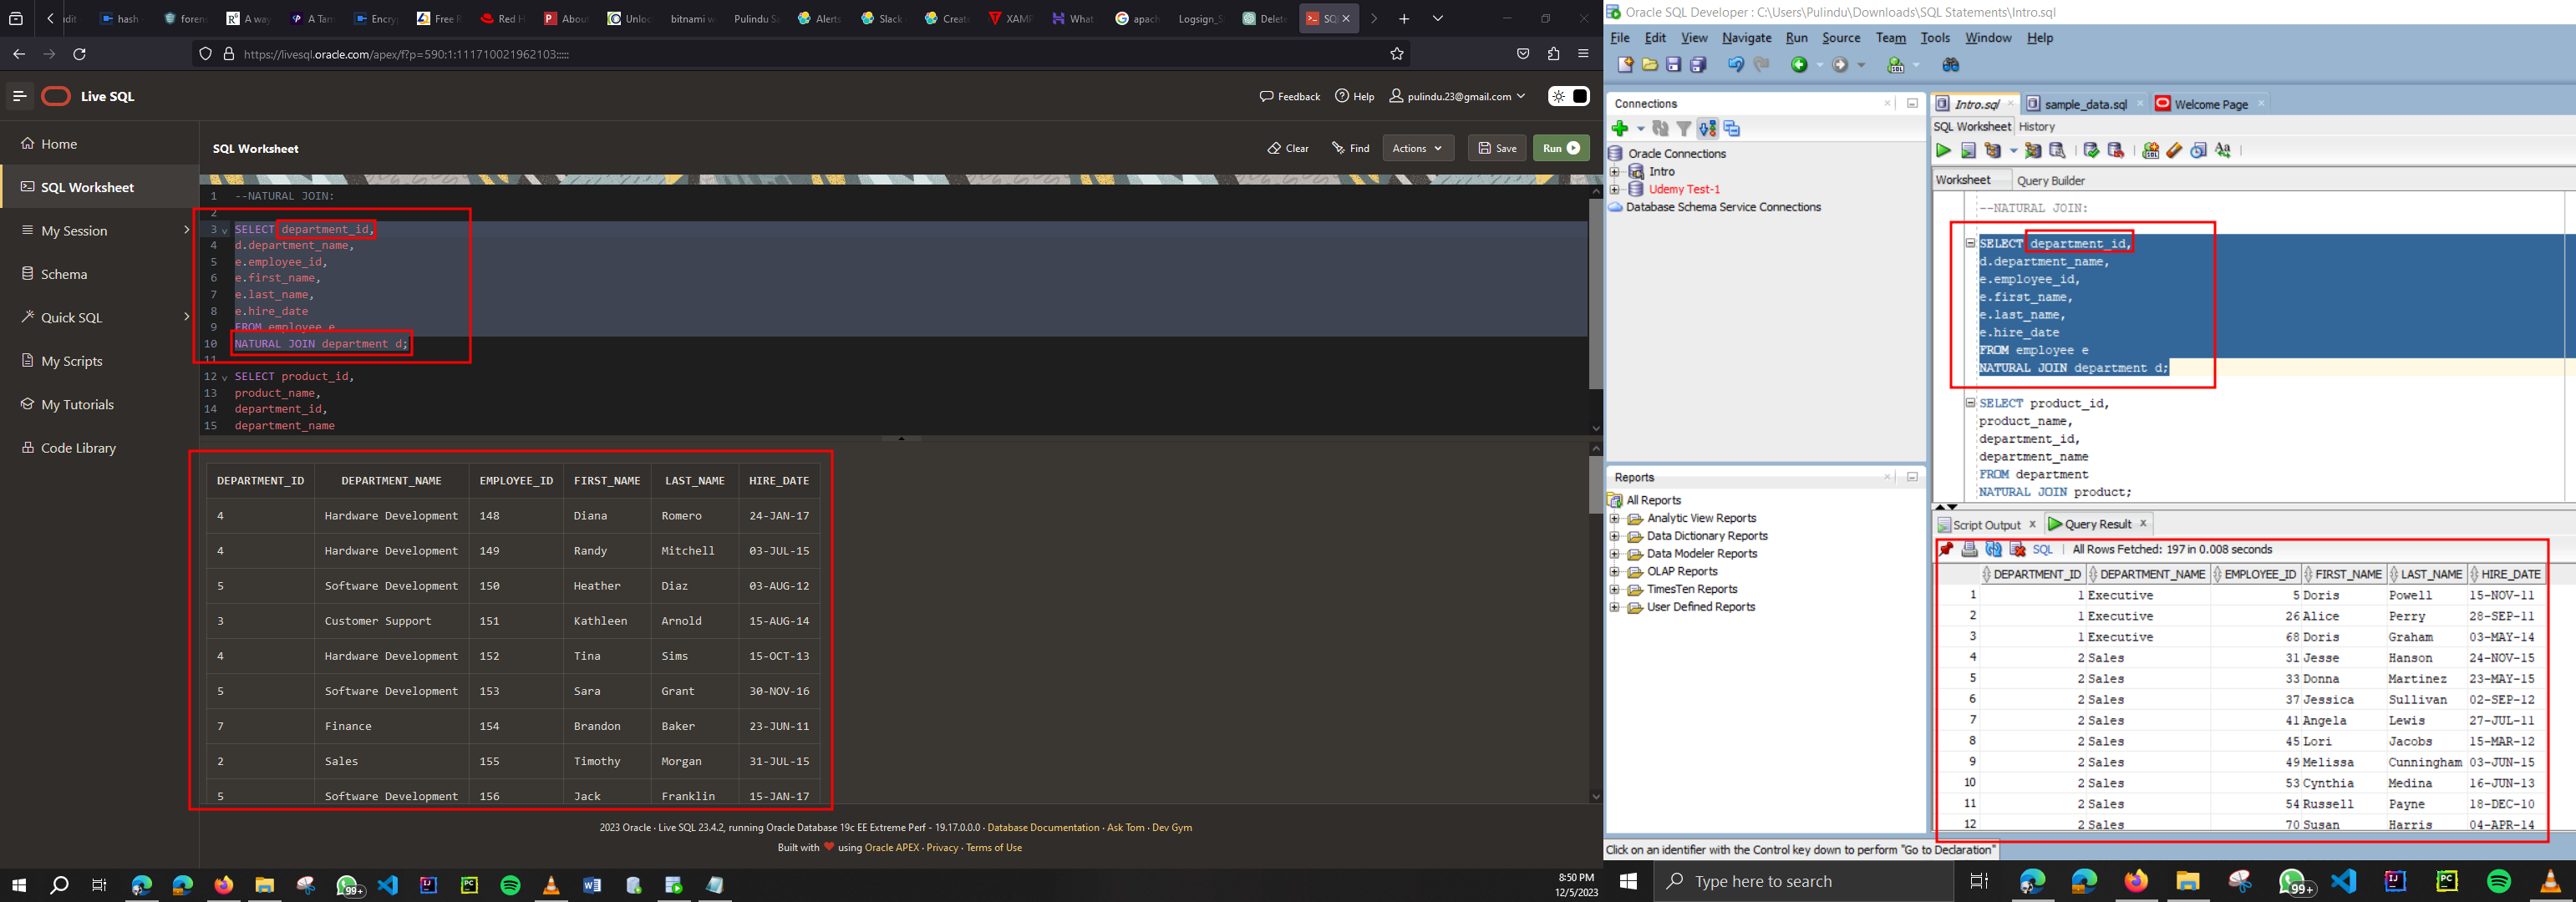 udit
hash
foren
A way
A Tam
Encry
Free R
Red H
About
Unloc
bitnami w
Pulindu Sa
Alerts
Slack
Create
XAMP
What
apach
Logsign_S
Delete
SQL
https://livesql.oracle.com/apex/f?p=590:1:111710021962103:::::
Live SQL
Feedback
Help
pulindu.23@gmail.com
Home
SQL Worksheet
My Session
Schema
Quick SQL
My Scripts
My Tutorials
Code Library
SQL Worksheet
Clear
Find
Actions
Save
Run
1 --NATURAL JOIN:
2
3 SELECT department_id,
4 d.department_name,
5 e.employee_id,
6 e.first_name,
7 e.last_name,
8 e.hire_date
9 FROM employee e
10 NATURAL JOIN department d;
11
12 SELECT product_id,
13 product_name,
14 department_id,
15 department_name
DEPARTMENT_ID DEPARTMENT_NAME EMPLOYEE_ID FIRST_NAME LAST_NAME HIRE_DATE
4 Hardware Development 148 Diana Romero 24-JAN-17
4 Hardware Development 149 Randy Mitchell 03-JUL-15
5 Software Development 150 Heather Diaz 03-AUG-12
3 Customer Support 151 Kathleen Arnold 15-AUG-14
4 Hardware Development 152 Tina Sims 15-OCT-13
5 Software Development 153 Sara Grant 30-NOV-16
7 Finance 154 Brandon Baker 23-JUN-11
2 Sales 155 Timothy Morgan 31-JUL-15
5 Software Development 156 Jack Franklin 15-JAN-17
2023 Oracle · Live SQL 23.4.2, running Oracle Database 19c EE Extreme Perf - 19.17.0.0.0 · Database Documentation · Ask Tom · Dev Gym
Built with ❤ using Oracle APEX · Privacy · Terms of Use
99+
8:50 PM
12/5/2023
Oracle SQL Developer : C:\Users\Pulindu\Downloads\SQL Statements\Intro.sql
File Edit View Navigate Run Source Team Tools Window Help
Connections
Oracle Connections
Intro
Udemy Test-1
Database Schema Service Connections
Reports
All Reports
Analytic View Reports
Data Dictionary Reports
Data Modeler Reports
OLAP Reports
TimesTen Reports
User Defined Reports
Intro.sql
sample_data.sql
Welcome Page
SQL Worksheet History
Worksheet Query Builder
--NATURAL JOIN:
SELECT department_id,
d.department_name,
e.employee_id,
e.first_name,
e.last_name,
e.hire_date
FROM employee e
NATURAL JOIN department d;
SELECT product_id,
product_name,
department_id,
department_name
FROM department
NATURAL JOIN product;
Script Output x Query Result x
SQL | All Rows Fetched: 197 in 0.008 seconds
DEPARTMENT_ID DEPARTMENT_NAME EMPLOYEE_ID FIRST_NAME LAST_NAME HIRE_DATE
1 1 Executive 5 Doris Powell 15-NOV-11
2 1 Executive 26 Alice Perry 28-SEP-11
3 1 Executive 68 Doris Graham 03-MAY-14
4 2 Sales 31 Jesse Hanson 24-NOV-15
5 2 Sales 33 Donna Martinez 23-MAY-15
6 2 Sales 37 Jessica Sullivan 02-SEP-12
7 2 Sales 41 Angela Lewis 27-JUL-11
8 2 Sales 45 Lori Jacobs 15-MAR-12
9 2 Sales 49 Melissa Cunningham 03-JUN-15
10 2 Sales 53 Cynthia Medina 16-JUN-13
11 2 Sales 54 Russell Payne 18-DEC-10
12 2 Sales 70 Susan Harris 04-APR-14
Click on an identifier with the Control key down to perform "Go to Declaration"
Type here to search
99+